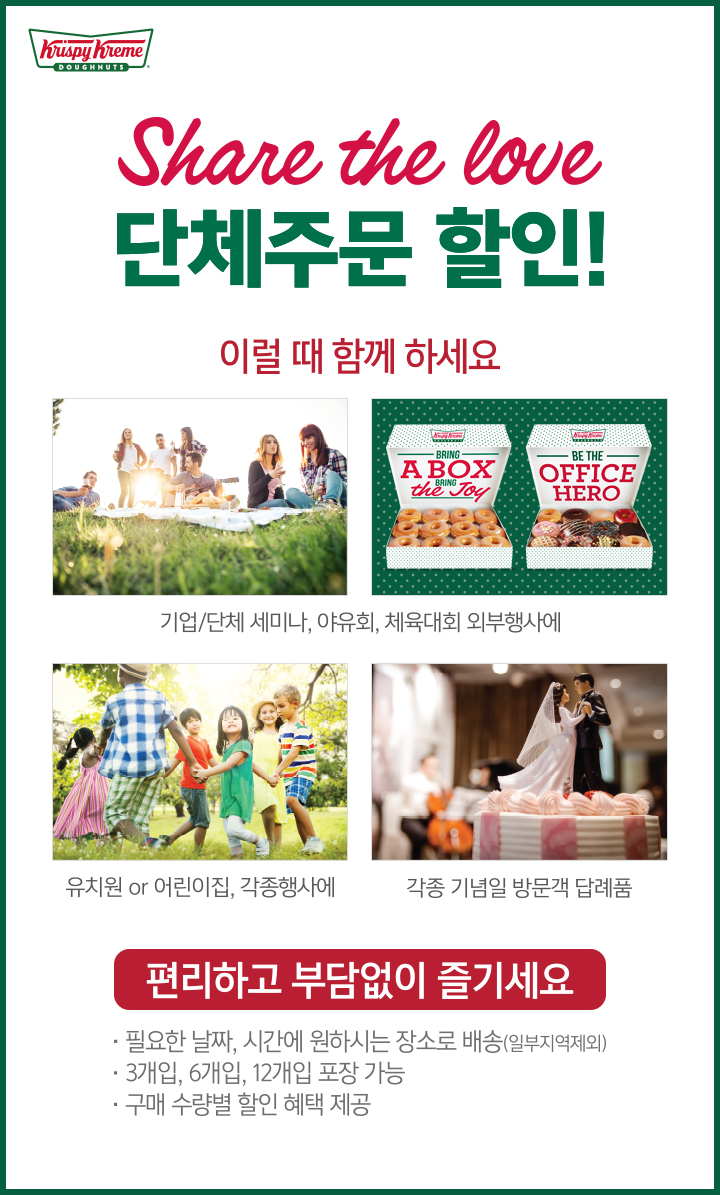 Krispy Kreme
DOUGHNUTS
Share the love
단체주문 할인!
이럴 때 함께 하세요
Krispy Kreme
BRING
A BOX
BRING
the Joy
Krispy Kreme
BE THE
OFFICE
HERO
기업/단체 세미나, 야유회, 체육대회 외부행사에
유치원 or 어린이집, 각종행사에
각종 기념일 방문객 답례품
편리하고 부담없이 즐기세요
· 필요한 날짜, 시간에 원하시는 장소로 배송(일부지역제외)
· 3개입, 6개입, 12개입 포장 가능
· 구매 수량별 할인 혜택 제공